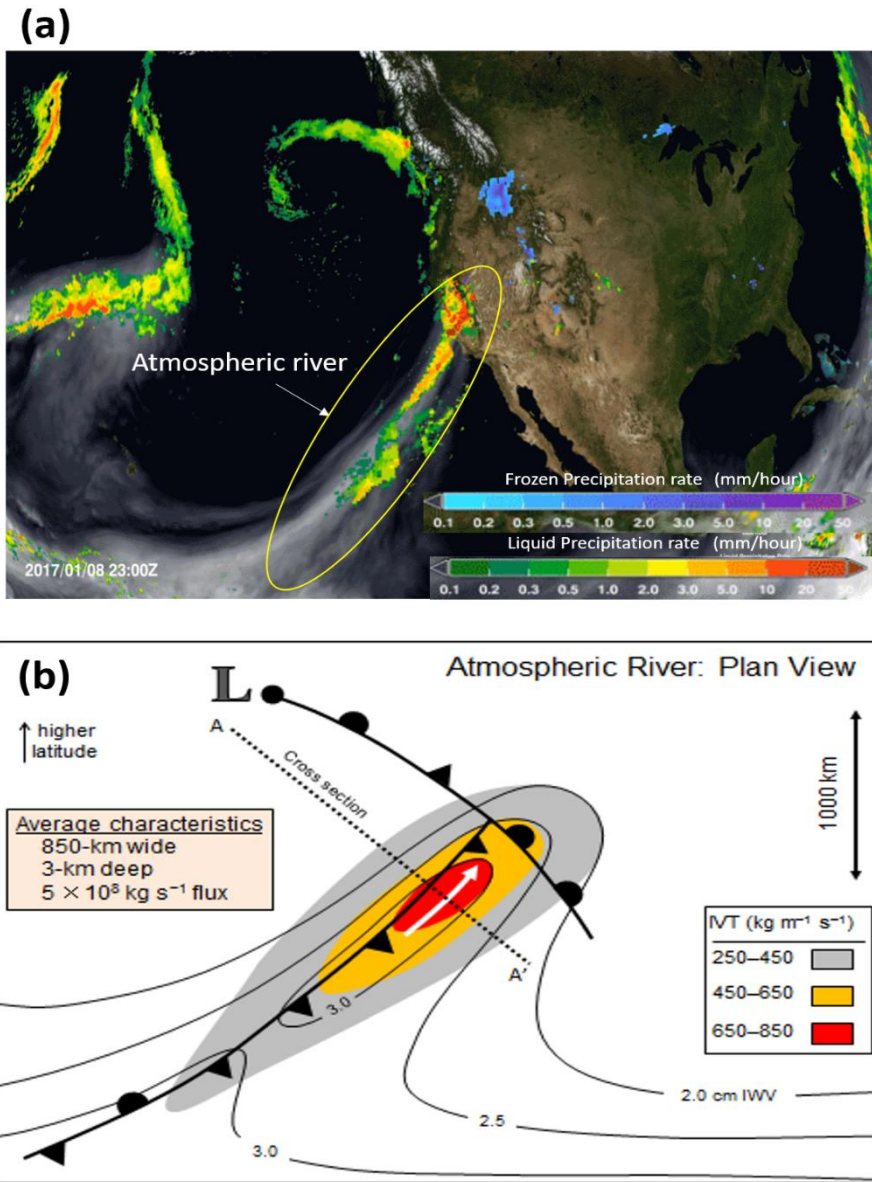 (a)
Atmospheric river
Frozen Precipitation rate (mm/hour)
0.1 0.2 0.3 0.5 1.0 2.0 3.0 5.0 10 20 50
Liquid Precipitation rate (mm/hour)
0.1 0.2 0.3 0.5 1.0 2.0 3.0 5.0 10 20 50
2017/01/08 23:00Z
(b)
Atmospheric River: Plan View
L
A
higher
latitude
Cross section
1000 km
Average characteristics
850-km wide
3-km deep
5 × 10⁸ kg s⁻¹ flux
IVT (kg m⁻¹ s⁻¹)
250–450
450–650
650–850
A'
3.0
2.0 cm IWV
2.5
3.0